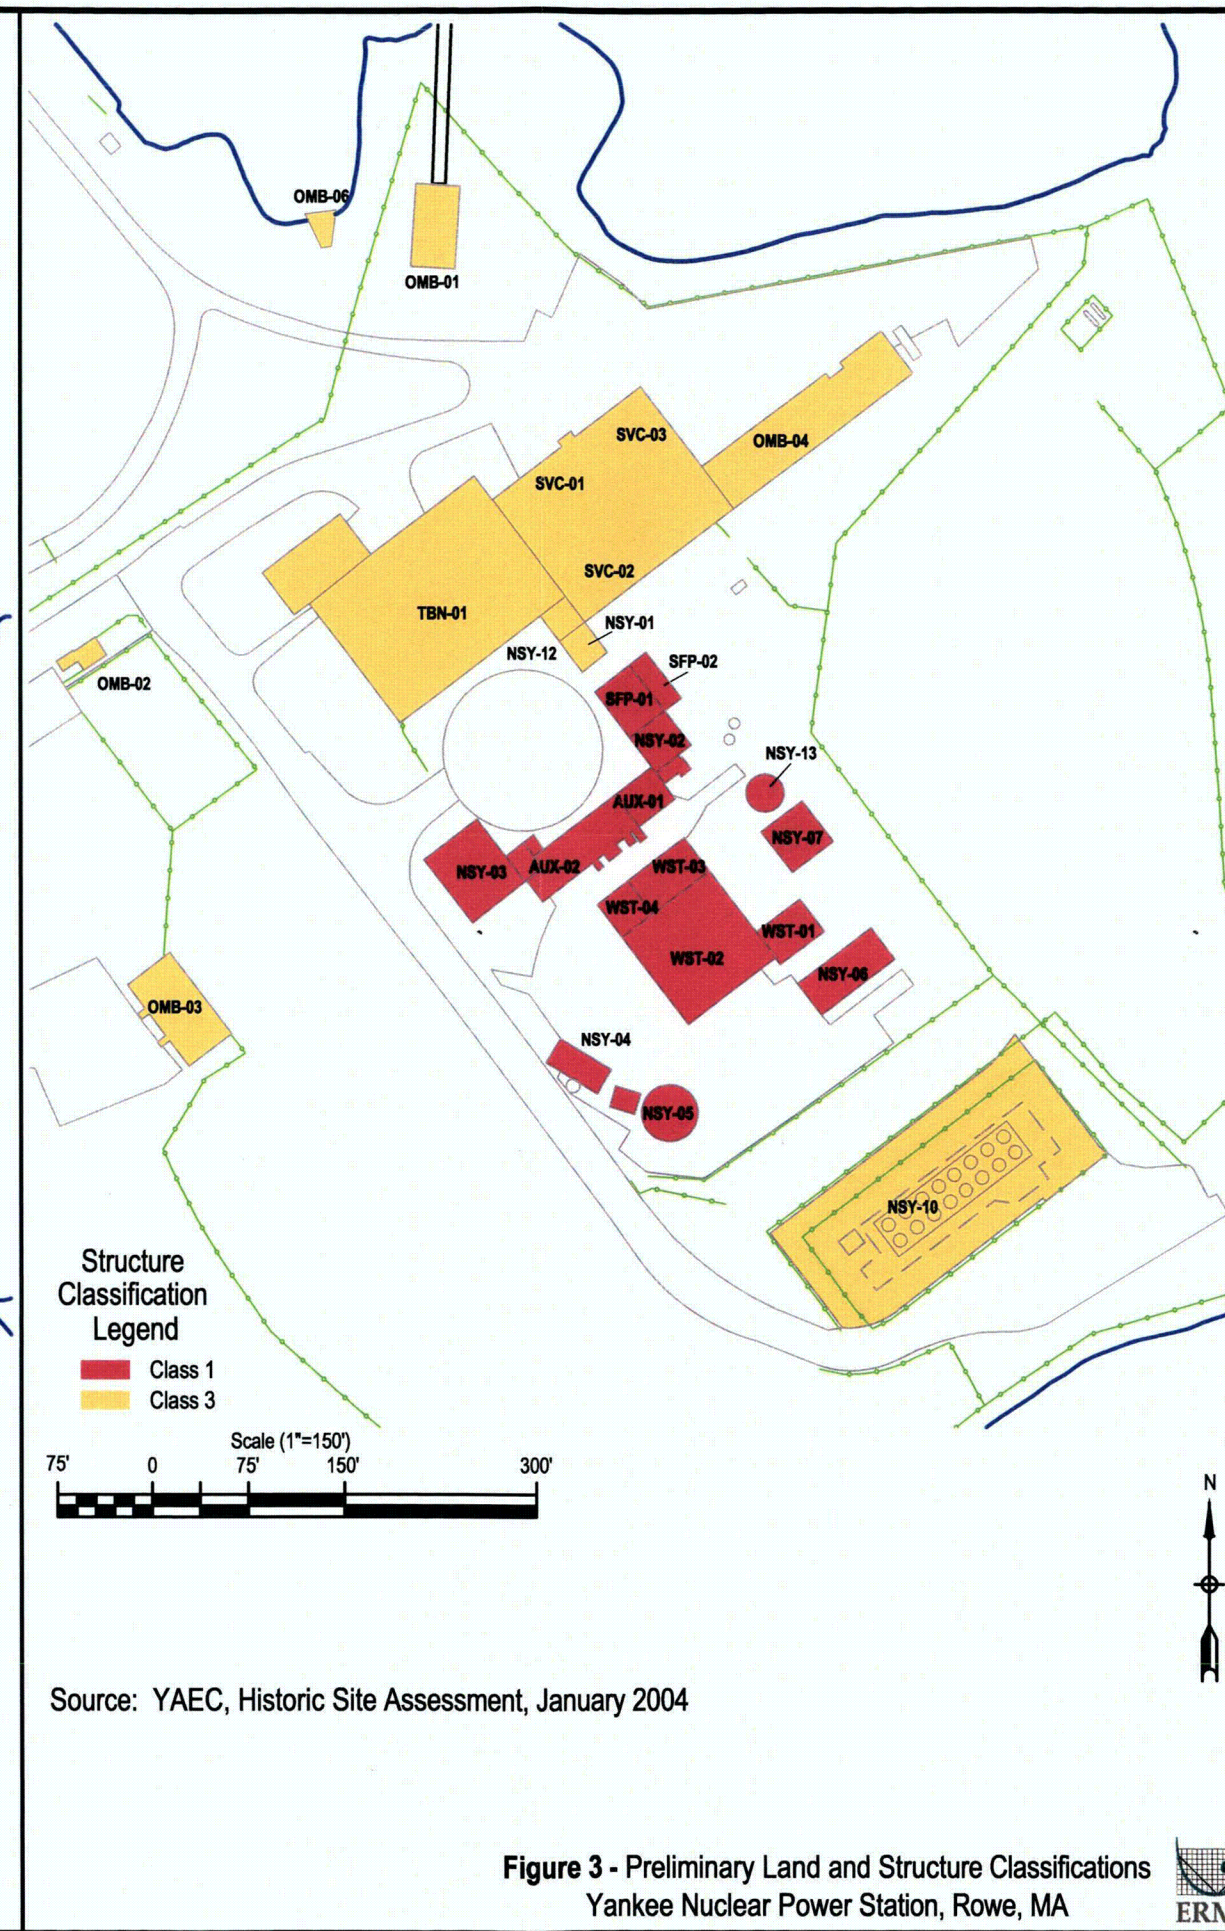 OMB-06
OMB-01
SVC-03
OMB-04
SVC-01
SVC-02
TBN-01
NSY-01
NSY-12
SFP-02
OMB-02
SFP-01
NSY-02
NSY-13
AUX-01
NSY-07
NSY-03
AUX-02
WST-03
WST-04
WST-01
WST-02
NSY-06
OMB-03
NSY-04
NSY-05
NSY-10
Structure
Classification
Legend
Class 1
Class 3
Scale (1"=150')
75' 0 75' 150' 300'
N
Source: YAEC, Historic Site Assessment, January 2004
Figure 3 - Preliminary Land and Structure Classifications
Yankee Nuclear Power Station, Rowe, MA